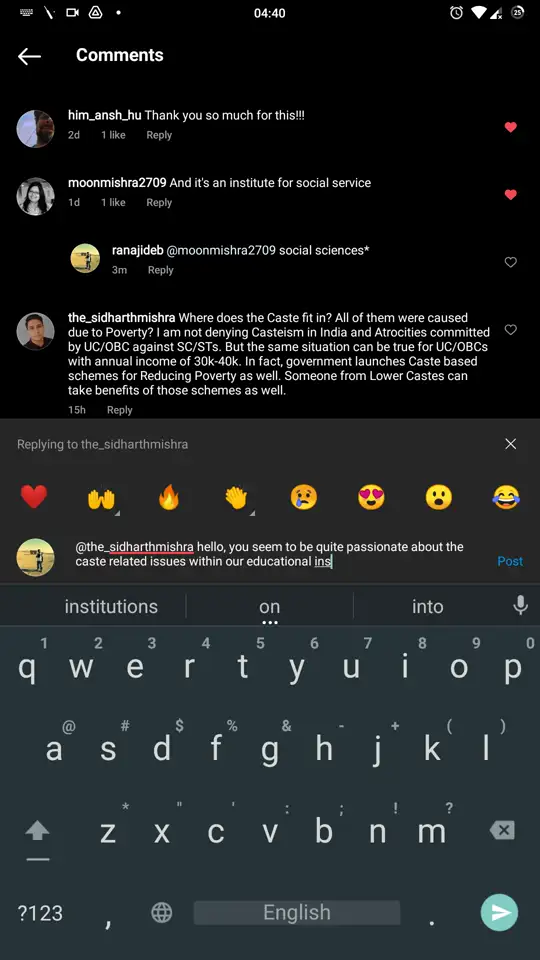 04:40
25
Comments
him_ansh_hu Thank you so much for this!!!
2d 1 like Reply
moonmishra2709 And it's an institute for social service
1d 1 like Reply
ranajideb @moonmishra2709 social sciences*
3m Reply
the_sidharthmishra Where does the Caste fit in? All of them were caused
due to Poverty? I am not denying Casteism in India and Atrocities committed
by UC/OBC against SC/STs. But the same situation can be true for UC/OBCs
with annual income of 30k-40k. In fact, government launches Caste based
schemes for Reducing Poverty as well. Someone from Lower Castes can
take benefits of those schemes as well.
15h Reply
Replying to the_sidharthmishra
@the_sidharthmishra hello, you seem to be quite passionate about the
caste related issues within our educational ins
Post
institutions on into
1 2 3 4 5 6 7 8 9 0
q w e r t y u i o p
@ # $ % & - + ( )
a s d f g h j k l
* " ' : ; ! ?
z x c v b n m
?123 , English .